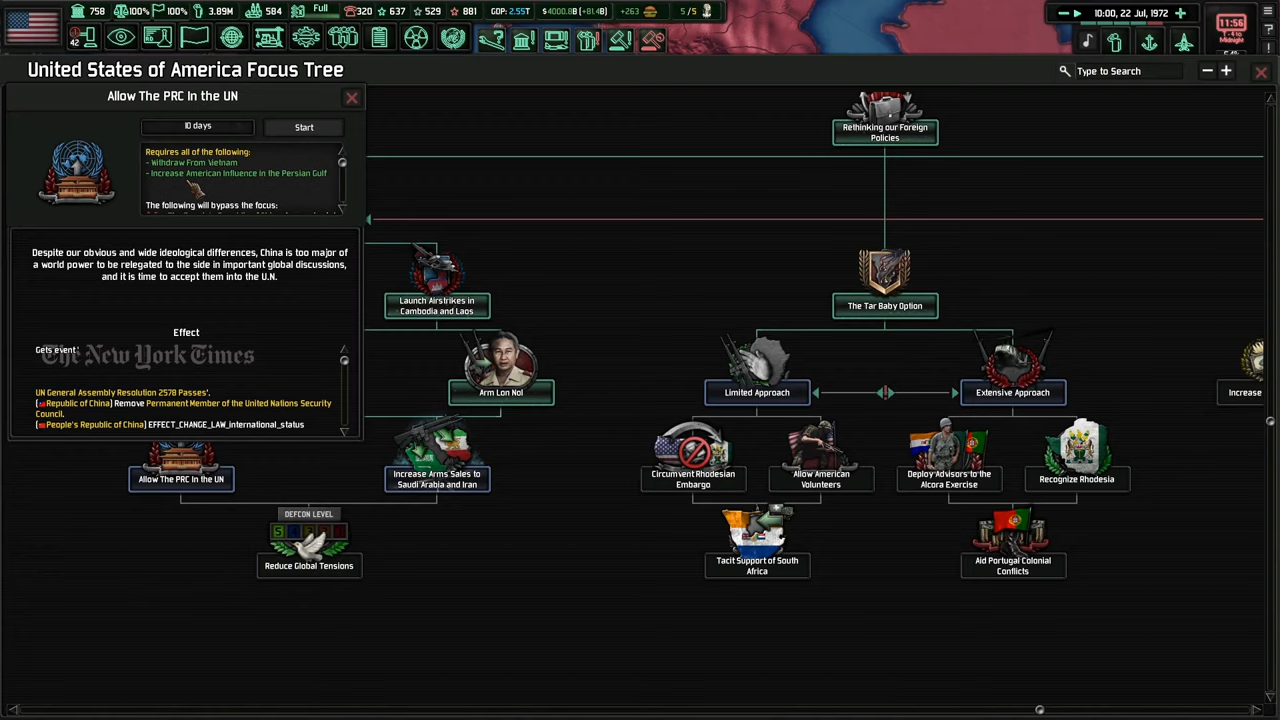 758
100%
100%
3.89M
584
Full
320
637
529
881
GDP: 2.55T
$4000.8B (+81.4B)
+263
5/5
10:00, 22 Jul, 1972
11:56
42
United States of America Focus Tree
Type to Search
Allow The PRC In the UN
10 days
Start
Requires all of the following:
- Withdraw From Vietnam
- Increase American Influence in the Persian Gulf
The following will bypass the focus:
Despite our obvious and wide ideological differences, China is too major of
a world power to be relegated to the side in important global discussions,
and it is time to accept them into the U.N.
Effect
Gets event
The New York Times
UN General Assembly Resolution 2578 Passes'.
[Republic of China] Remove Permanent Member of the United Nations Security
Council.
[People's Republic of China] EFFECT_CHANGE_LAW_international_status
Rethinking our Foreign
Policies
Launch Airstrikes in
Cambodia and Laos
The Tar Baby Option
Arm Lon Nol
Limited Approach
Extensive Approach
Increase
Allow The PRC In the UN
Increase Arms Sales to
Saudi Arabia and Iran
Circumvent Rhodesian
Embargo
Allow American
Volunteers
Deploy Advisors to the
Alcora Exercise
Recognize Rhodesia
DEFCON LEVEL
5
Reduce Global Tensions
Tacit Support of South
Africa
Aid Portugal Colonial
Conflicts